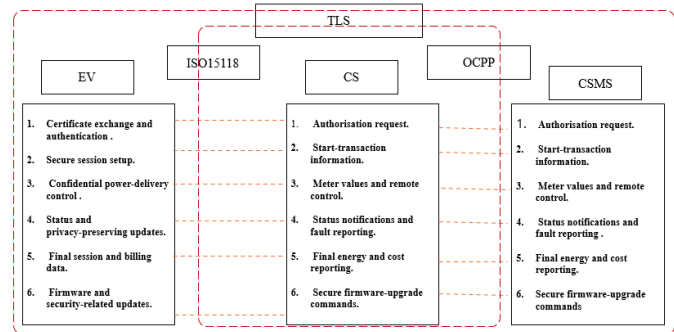 TLS
ISO15118
OCPP
EV
CS
CSMS
1. Certificate exchange and
authentication .
2. Secure session setup.
3. Confidential power-delivery
control .
4. Status and
privacy-preserving updates.
5. Final session and billing
data.
6. Firmware and
security-related updates.
1. Authorisation request.
2. Start-transaction
information.
3. Meter values and remote
control.
4. Status notifications and
fault reporting.
5. Final energy and cost
reporting.
6. Secure firmware-upgrade
commands.
1. Authorisation request.
2. Start-transaction
information.
3. Meter values and remote
control.
4. Status notifications and
fault reporting .
5. Final energy and cost
reporting.
6. Secure firmware-upgrade
commands